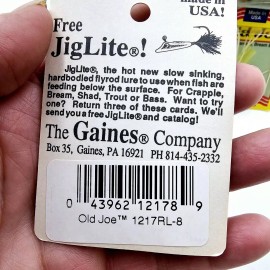 made in
USA!
Free
JigLite®!
JigLite®, the hot new slow sinking,
hardbodied flyrod lure to use when fish are
feeding below the surface. For Crappie,
Bream, Shad, Trout or Bass. Want to try
one? Return three of these cards. We'll
send you a free JigLite® and catalog!
The Gaines® Company
Box 35, Gaines, PA 16921 PH 814-435-2332
0 43962 12178 9
Old Joe™ 1217RL-8